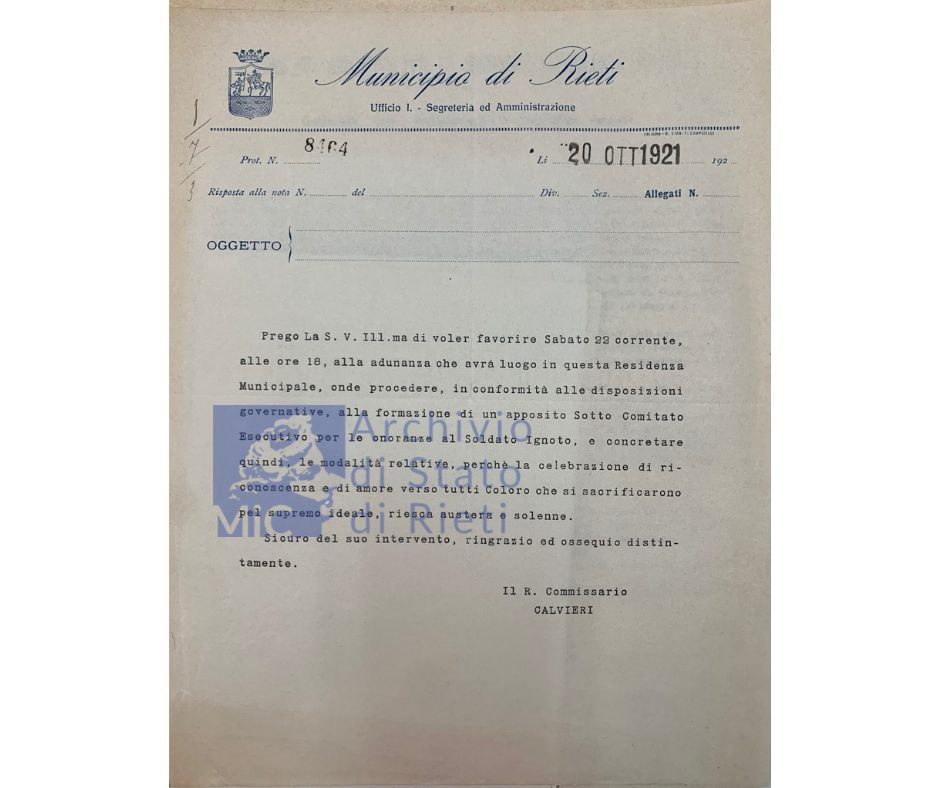 Municipio di Rieti
Ufficio I. - Segreteria ed Amministrazione
1/7/3
Prot. N. 8464
Li 20 OTT 1921 192
Risposta alla nota N. del Div. Sez. Allegati N.
OGGETTO
Prego La S. V. Ill.ma di voler favorire Sabato 22 corrente,
alle ore 18, alla adunanza che avrà luogo in questa Residenza
Municipale, onde procedere, in conformità alle disposizioni
governative, alla formazione di un apposito Sotto Comitato
Esecutivo per le onoranze al Soldato Ignoto, e concretare
quindi, le modalità relative, perchè la celebrazione di ri-
conoscenza e di amore verso tutti Coloro che si sacrificarono
pel supremo ideale, riesca austera e solenne.
Sicuro del suo intervento, ringrazio ed ossequio distin-
tamente.
Il R. Commissario
CALVIERI
MiC
Archivio
di Stato
di Rieti